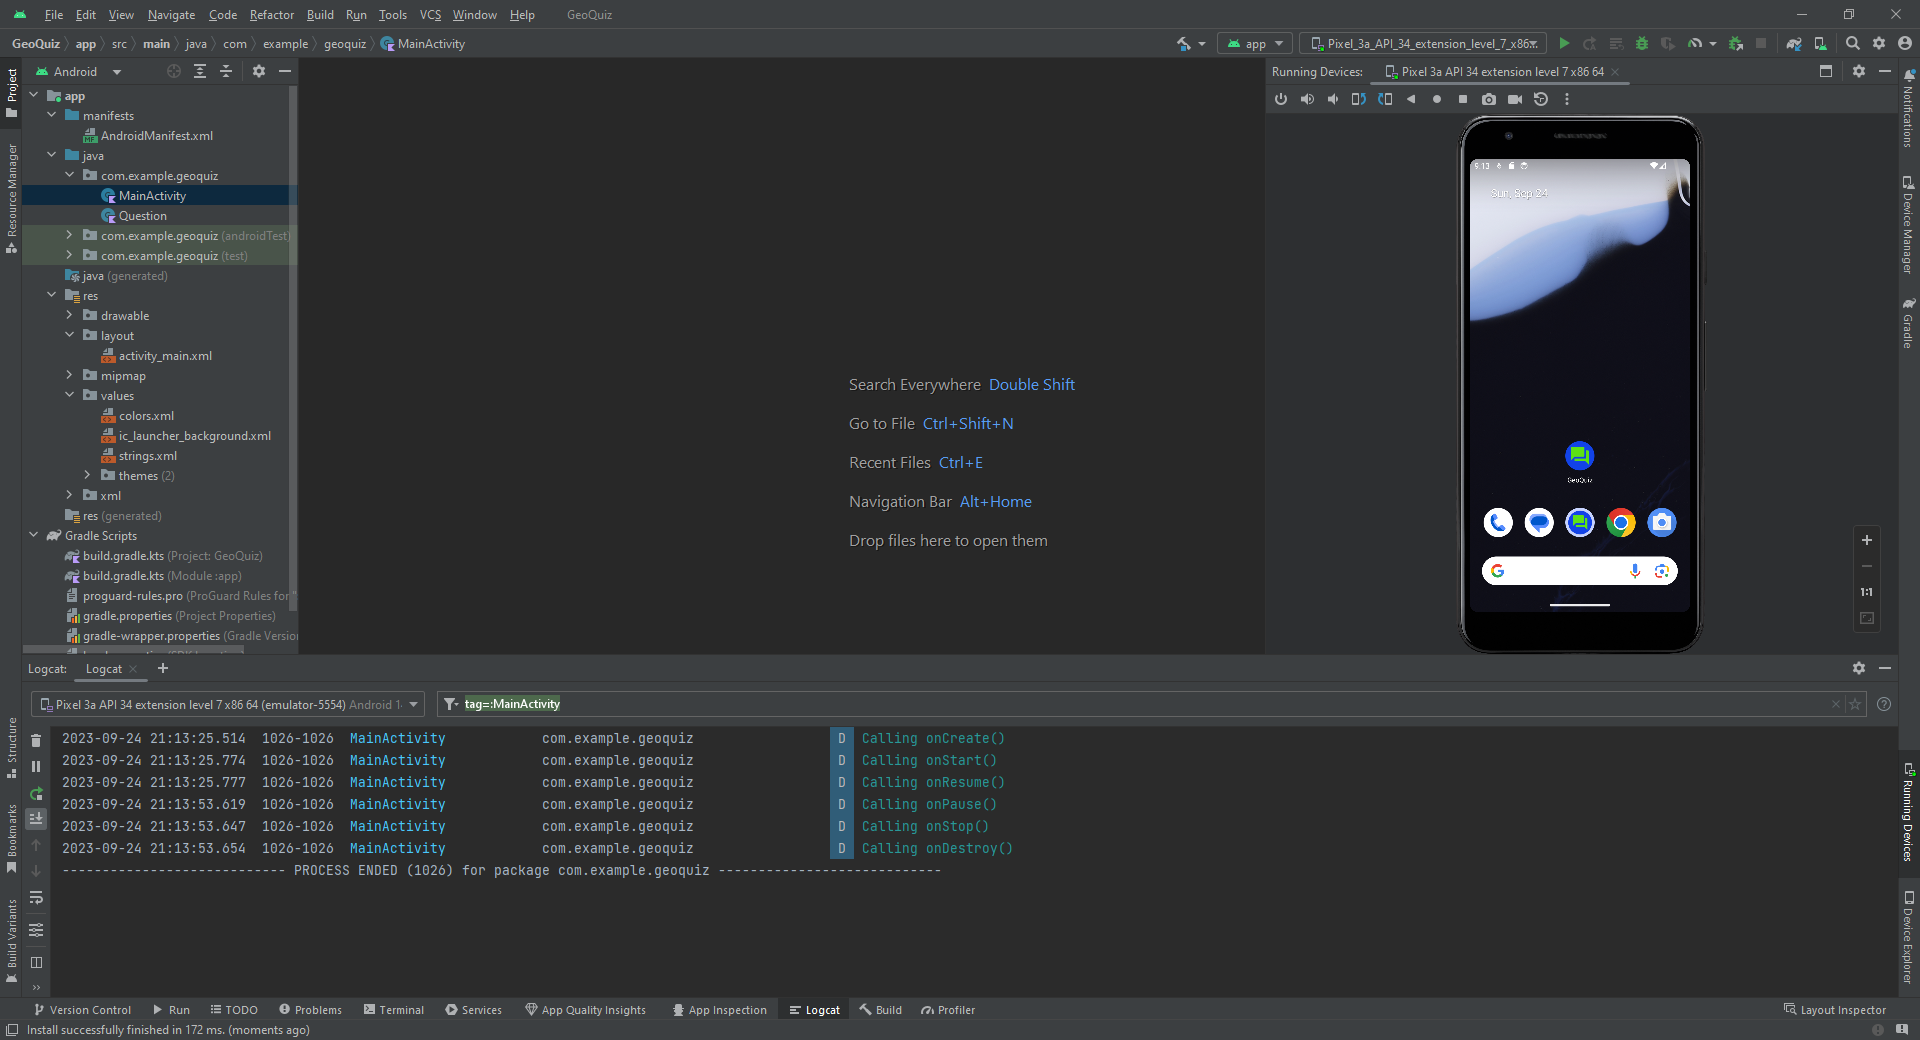 File Edit View Navigate Code Refactor Build Run Tools VCS Window Help GeoQuiz
GeoQuiz app src main java com example geoquiz MainActivity
app
Pixel_3a_API_34_extension_level_7_x86
Android
Running Devices: Pixel 3a API 34 extension level 7 x86 64
Project
Resource Manager
Structure
Bookmarks
Build Variants
app
manifests
AndroidManifest.xml
java
com.example.geoquiz
MainActivity
Question
com.example.geoquiz (androidTest)
com.example.geoquiz (test)
java (generated)
res
drawable
layout
activity_main.xml
mipmap
values
colors.xml
ic_launcher_background.xml
strings.xml
themes (2)
xml
res (generated)
Gradle Scripts
build.gradle.kts (Project: GeoQuiz)
build.gradle.kts (Module :app)
proguard-rules.pro (ProGuard Rules for "
gradle.properties (Project Properties)
gradle-wrapper.properties (Gradle Version
Search Everywhere Double Shift
Go to File Ctrl+Shift+N
Recent Files Ctrl+E
Navigation Bar Alt+Home
Drop files here to open them
9:13
Sun, Sep 24
GeoQuiz
1:1
Notifications
Device Manager
Gradle
Running Devices
Device Explorer
Logcat: Logcat
Pixel 3a API 34 extension level 7 x86 64 (emulator-5554) Android 1
tag=:MainActivity
2023-09-24 21:13:25.514 1026-1026 MainActivity com.example.geoquiz D Calling onCreate()
2023-09-24 21:13:25.774 1026-1026 MainActivity com.example.geoquiz D Calling onStart()
2023-09-24 21:13:25.777 1026-1026 MainActivity com.example.geoquiz D Calling onResume()
2023-09-24 21:13:53.619 1026-1026 MainActivity com.example.geoquiz D Calling onPause()
2023-09-24 21:13:53.647 1026-1026 MainActivity com.example.geoquiz D Calling onStop()
2023-09-24 21:13:53.654 1026-1026 MainActivity com.example.geoquiz D Calling onDestroy()
---------------------------- PROCESS ENDED (1026) for package com.example.geoquiz ----------------------------
Version Control Run TODO Problems Terminal Services App Quality Insights App Inspection Logcat Build Profiler Layout Inspector
Install successfully finished in 172 ms. (moments ago)